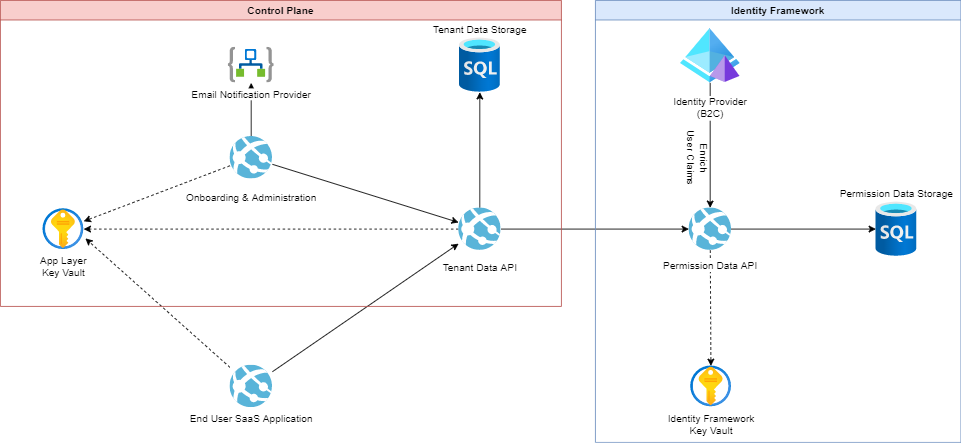 Control Plane
Identity Framework
Tenant Data Storage
SQL
Email Notification Provider
Identity Provider
(B2C)
Enrich
User Claims
Onboarding & Administration
Permission Data Storage
SQL
App Layer
Key Vault
Tenant Data API
Permission Data API
End User SaaS Application
Identity Framework
Key Vault